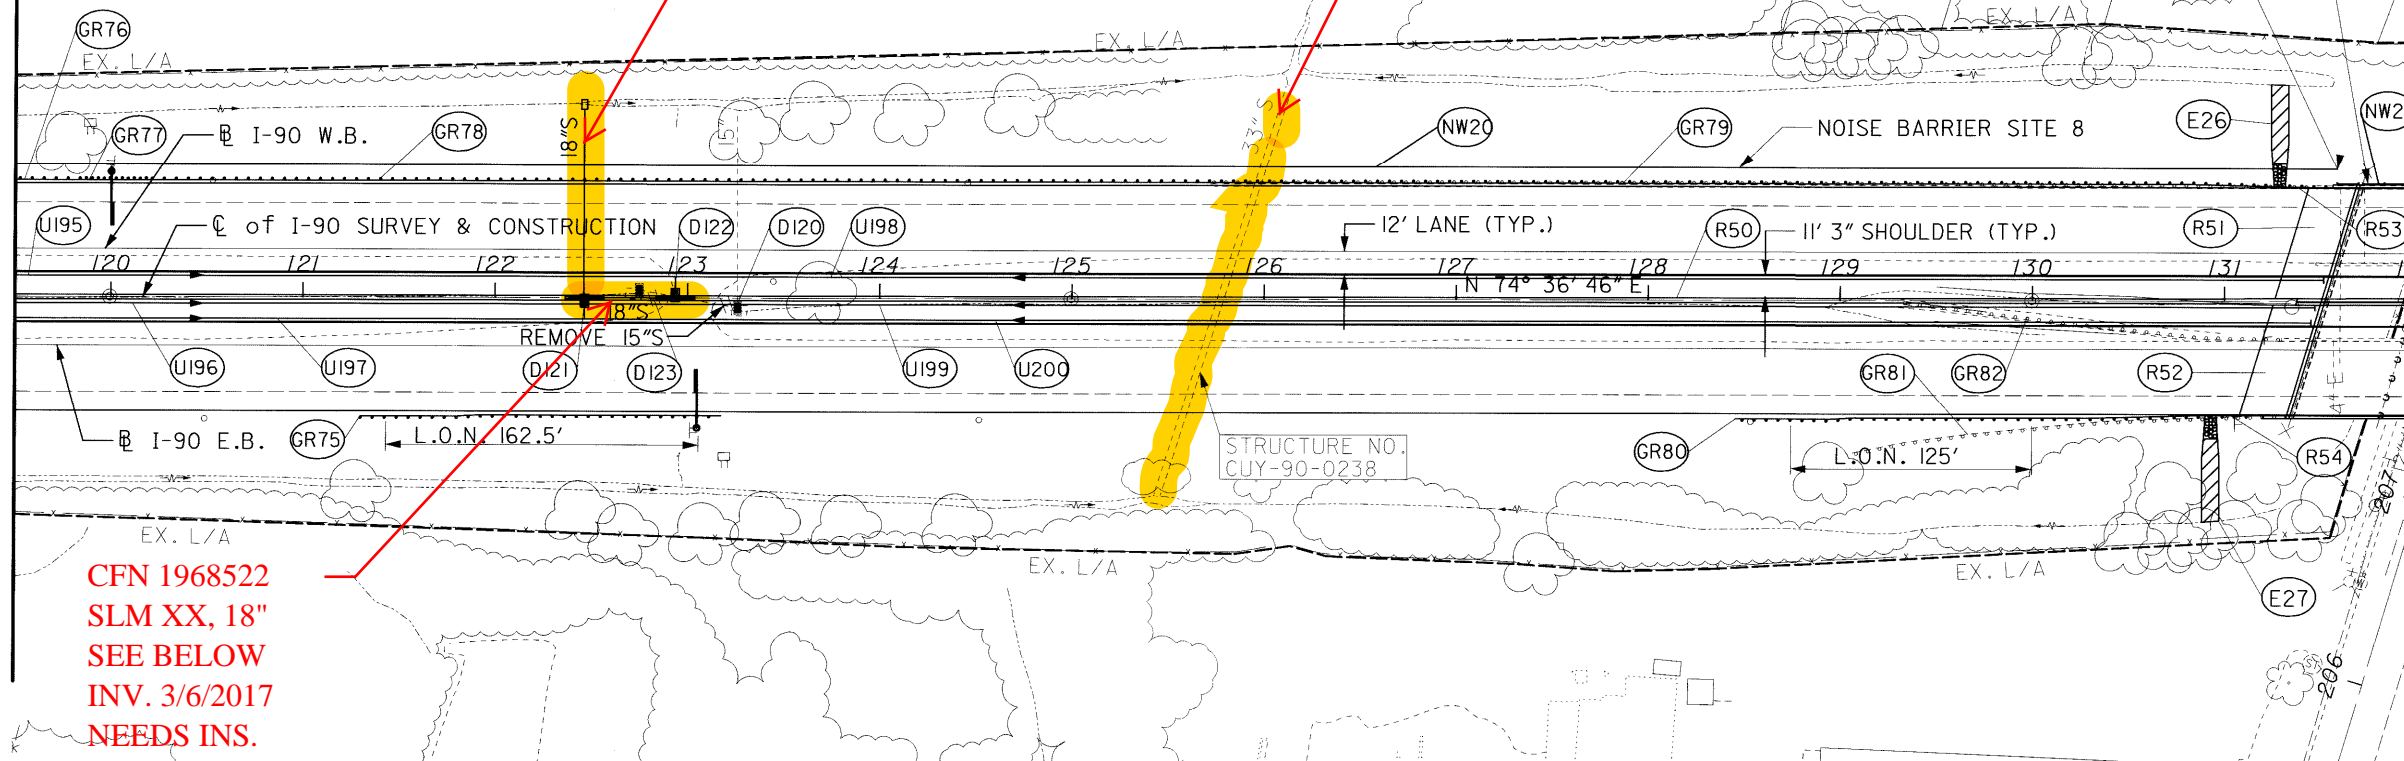 GR76
EX. L/A
EX. L/A
EX. L/A
GR77
℄ I-90 W.B.
GR78
18"S
15"
33" S
NW20
GR79
NOISE BARRIER SITE 8
E26
U195
℄ of I-90 SURVEY & CONSTRUCTION
D122
D120
U198
12' LANE (TYP.)
R50
11' 3" SHOULDER (TYP.)
R51
R53
120 121 122 123 124 125 126 127 128 129 130 131
N 74° 36' 46" E
18"S
REMOVE 15"S
U196
U197
D121
D123
U199
U200
GR81
GR82
R52
℄ I-90 E.B.
GR75
L.O.N. 162.5'
STRUCTURE NO.
CUY-90-0238
GR80
L.O.N. 125'
R54
207
EX. L/A
EX. L/A
EX. L/A
E27
CFN 1968522
SLM XX, 18"
SEE BELOW
INV. 3/6/2017
NEEDS INS.
206